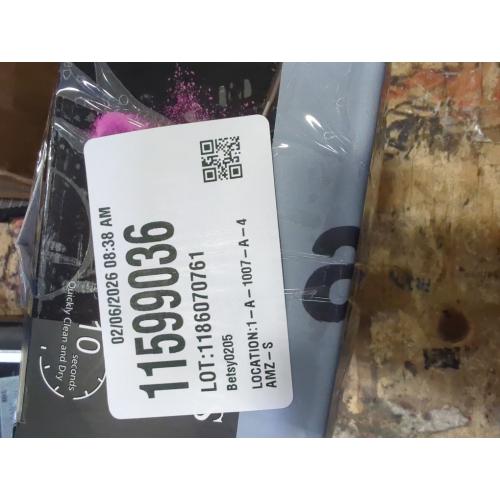 02/06/2026 08:38 AM
11599036
LOT:1186070761
Betsy0205
LOCATION:1-A-1007-A-4
AMZ-S
10
seconds
Quickly Clean and Dry